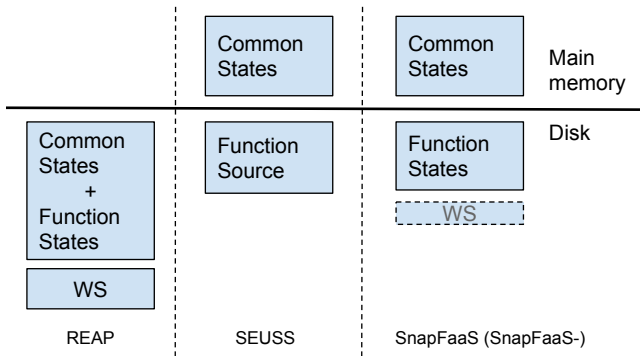 Common
States
Common
States
Main
memory
Common
States
+
Function
States
Function
Source
Function
States
Disk
WS
WS
REAP
SEUSS
SnapFaaS (SnapFaaS-)